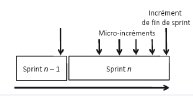 Incrément
de fin de sprint
Micro-incréments
Sprint n – 1
Sprint n